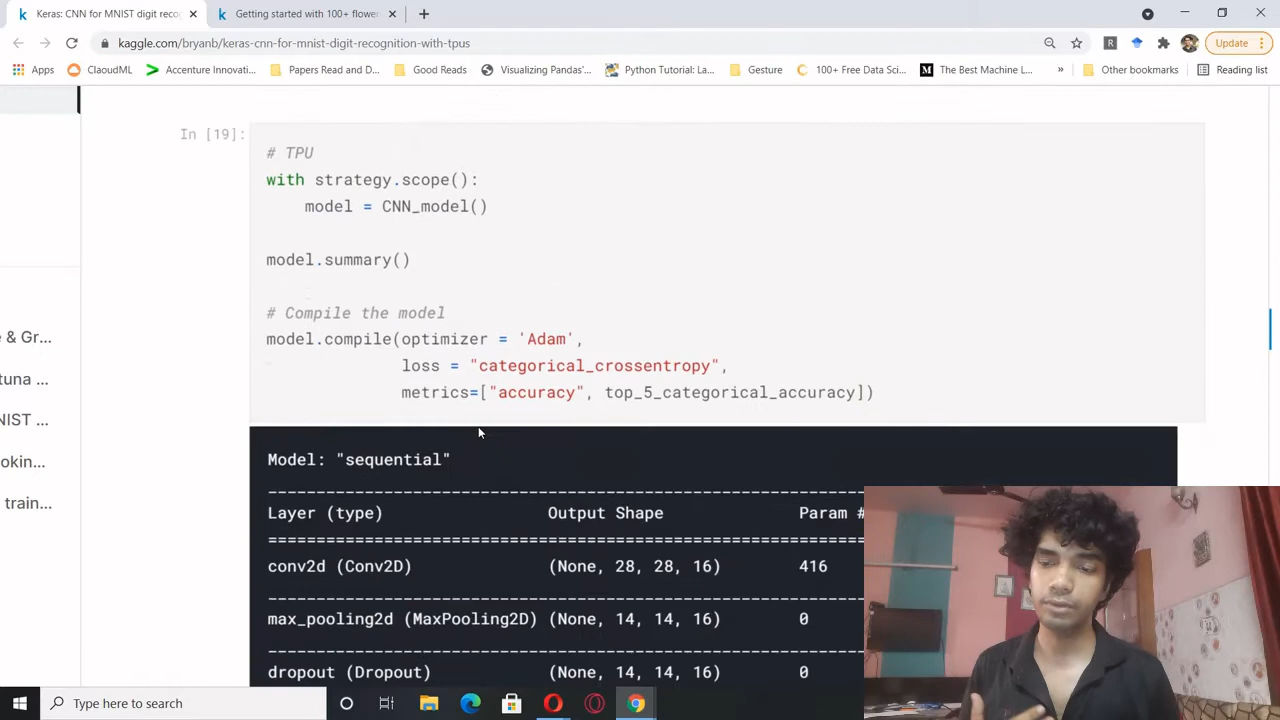 Keras: CNN for MNIST digit reco
Getting started with 100+ flower
kaggle.com/bryanb/keras-cnn-for-mnist-digit-recognition-with-tpus
Update
Apps
ClaoudML
Accenture Innovati...
Papers Read and D...
Good Reads
Visualizing Pandas'...
Python Tutorial: La...
Gesture
100+ Free Data Sci...
The Best Machine L...
»
Other bookmarks
Reading list
In [19]:
# TPU
with strategy.scope():
model = CNN_model()
model.summary()
# Compile the model
model.compile(optimizer = 'Adam',
loss = "categorical_crossentropy",
metrics=["accuracy", top_5_categorical_accuracy])
e & Gr...
tuna ...
NIST ...
okin...
train...
Model: "sequential"
Layer (type) Output Shape Param #
conv2d (Conv2D) (None, 28, 28, 16) 416
max_pooling2d (MaxPooling2D) (None, 14, 14, 16) 0
dropout (Dropout) (None, 14, 14, 16) 0
Type here to search